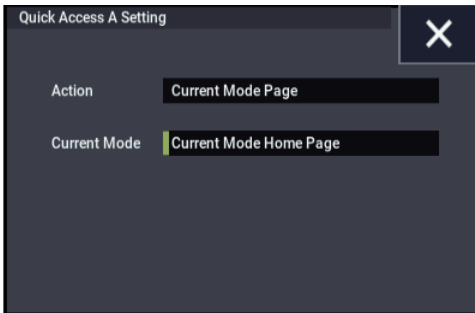 Quick Access A Setting
Action Current Mode Page
Current Mode Current Mode Home Page